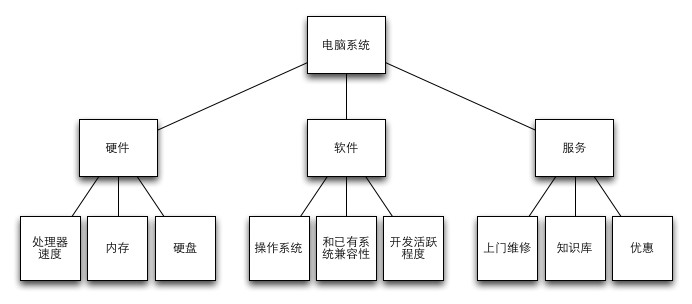 电脑系统
硬件
软件
服务
处理器
速度
内存
硬盘
操作系统
和已有系
统兼容性
开发活跃
程度
上门维修
知识库
优惠